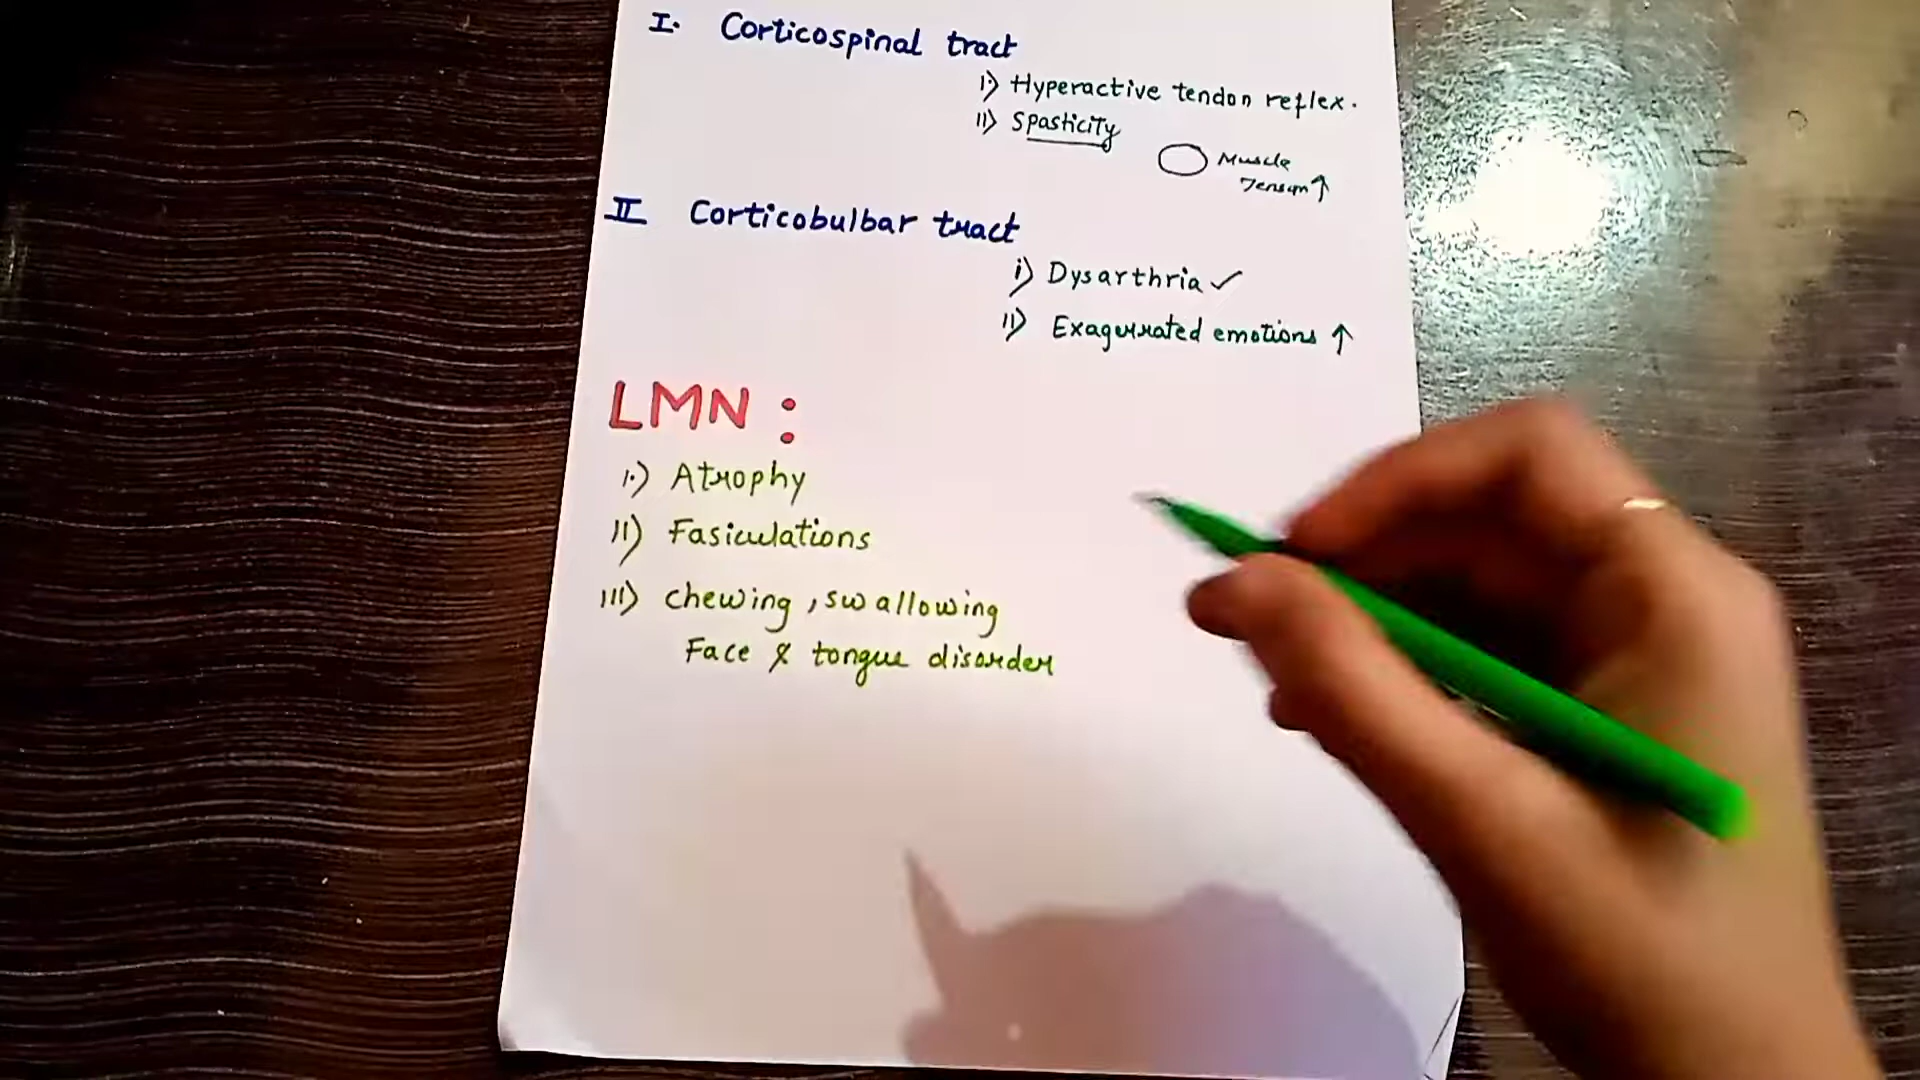 I. Corticospinal tract
i.) Hyperactive tendon reflex.
ii) Spasticity
Muscle
Tension ↑
II Corticobulbar tract
i) Dysarthria ✓
ii) Exagerrated emotions ↑
LMN :
i.) Atrophy
ii) Fasiculations
iii) chewing, swallowing
Face & tongue disorder